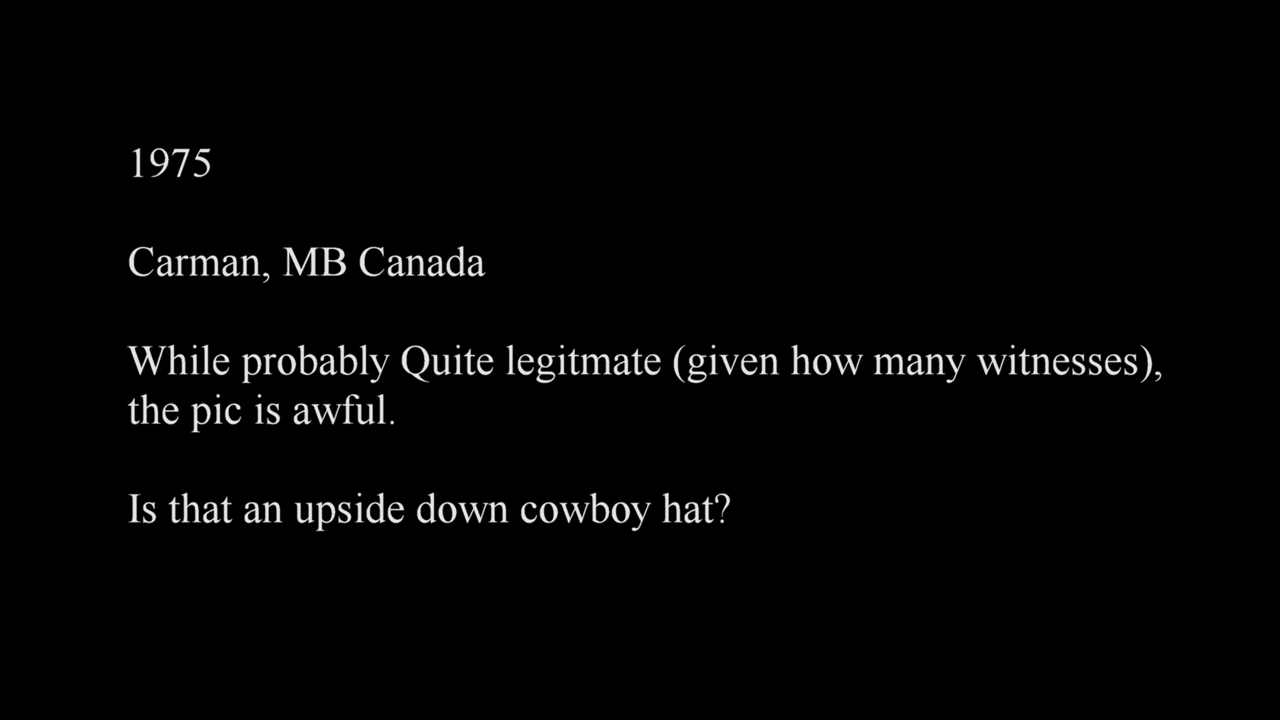 1975
Carman, MB Canada
While probably Quite legitmate (given how many witnesses),
the pic is awful.
Is that an upside down cowboy hat?